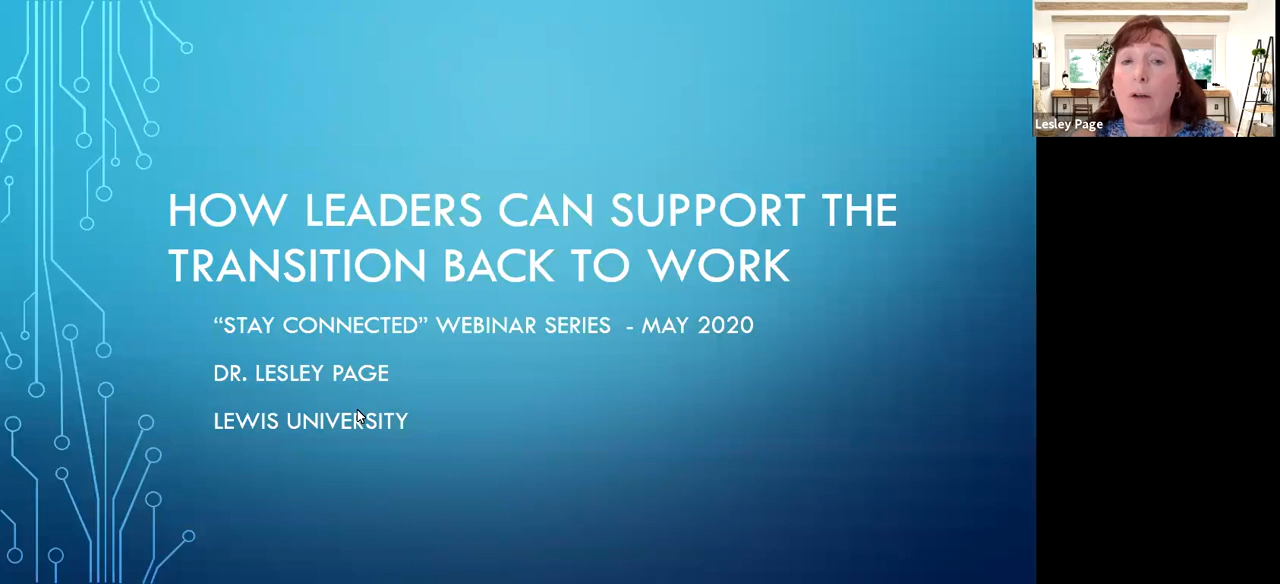 HOW LEADERS CAN SUPPORT THE
TRANSITION BACK TO WORK
“STAY CONNECTED” WEBINAR SERIES - MAY 2020
DR. LESLEY PAGE
LEWIS UNIVERSITY
Lesley Page